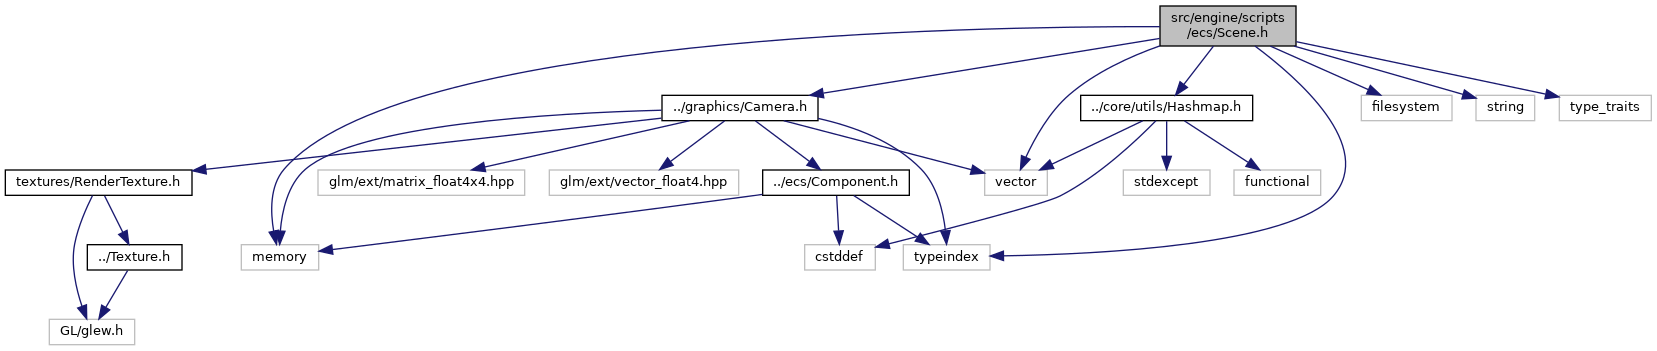 src/engine/scripts
/ecs/Scene.h
../graphics/Camera.h
../core/utils/Hashmap.h
filesystem
string
type_traits
textures/RenderTexture.h
glm/ext/matrix_float4x4.hpp
glm/ext/vector_float4.hpp
../ecs/Component.h
vector
stdexcept
functional
../Texture.h
memory
cstddef
typeindex
GL/glew.h